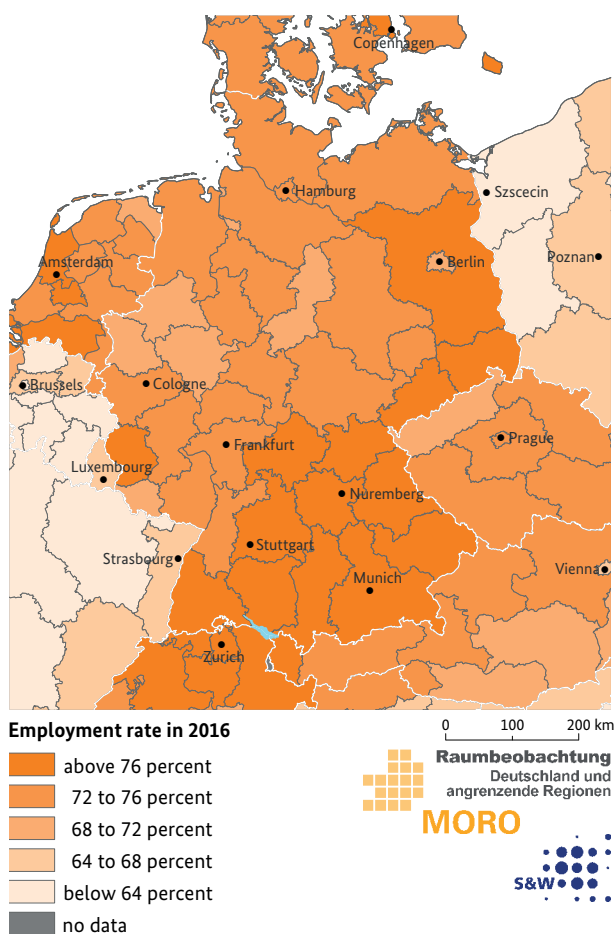 Copenhagen
Hamburg
Szscecin
Amsterdam
Berlin
Poznan
Brussels
Cologne
Prague
Frankfurt
Luxembourg
Nuremberg
Strasbourg
Stuttgart
Vienna
Munich
Zurich
Employment rate in 2016
0 100 200 km
above 76 percent
72 to 76 percent
68 to 72 percent
64 to 68 percent
below 64 percent
no data
Raumbeobachtung
Deutschland und
angrenzende Regionen
MORO
S&W